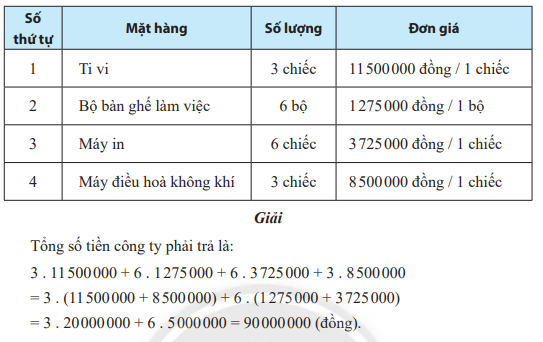 Số thứ tự Mặt hàng Số lượng Đơn giá
1 Ti vi 3 chiếc 11 500 000 đồng / 1 chiếc
2 Bộ bàn ghế làm việc 6 bộ 1 275 000 đồng / 1 bộ
3 Máy in 6 chiếc 3 725 000 đồng / 1 chiếc
4 Máy điều hoà không khí 3 chiếc 8 500 000 đồng / 1 chiếc
Giải
Tổng số tiền công ty phải trả là:
3 . 11 500 000 + 6 . 1 275 000 + 6 . 3 725 000 + 3 . 8 500 000
= 3 . (11 500 000 + 8 500 000) + 6 . (1 275 000 + 3 725 000)
= 3 . 20 000 000 + 6 . 5 000 000 = 90 000 000 (đồng).